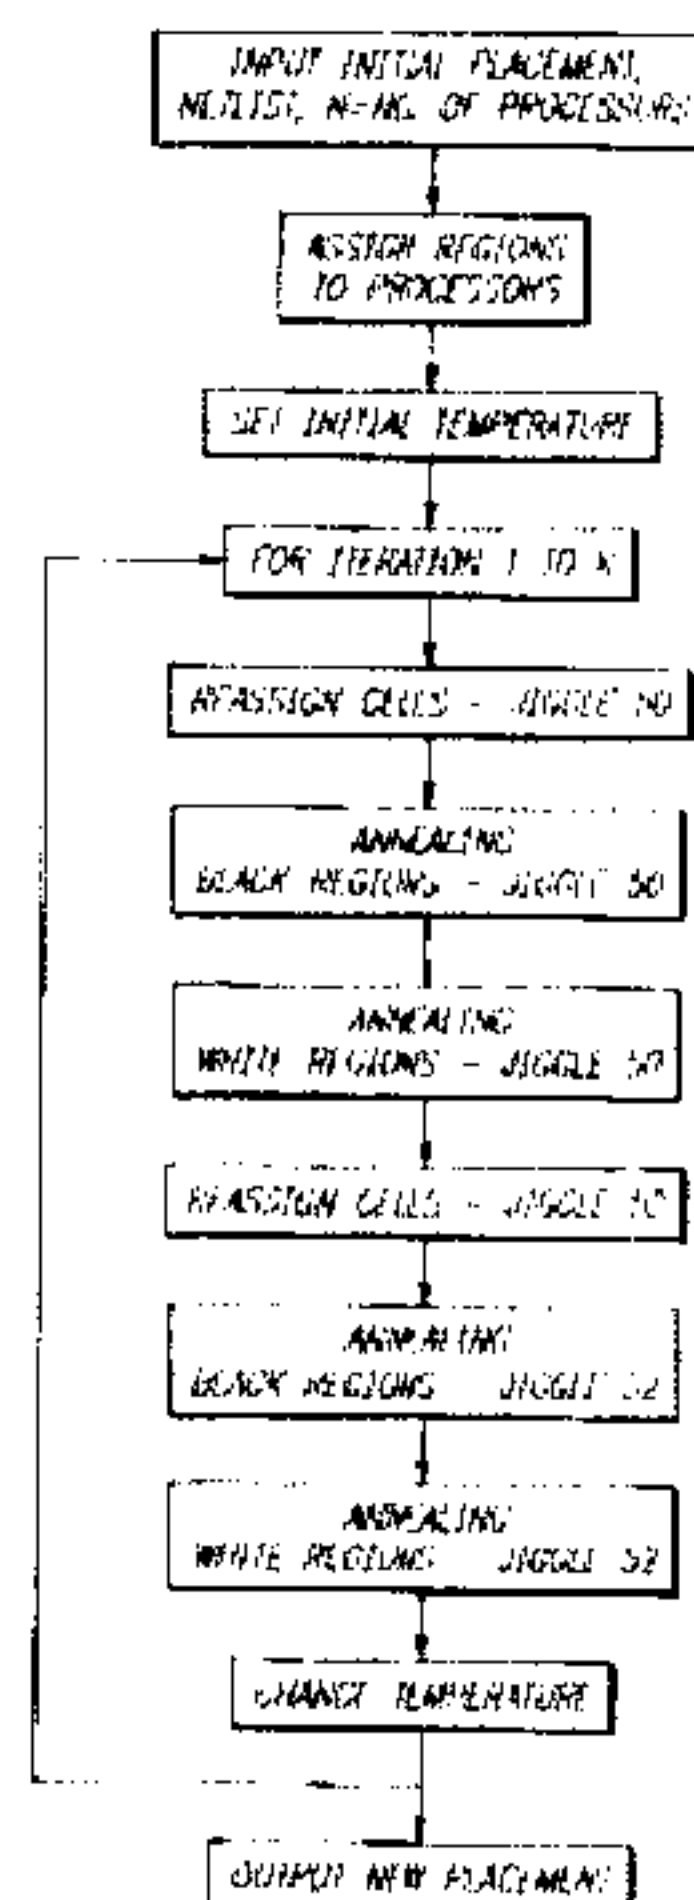 INPUT INITIAL PLACEMENT,
NETLIST, N=NO. OF PROCESSORS
ASSIGN REGIONS
TO PROCESSORS
SET INITIAL TEMPERATURE
FOR ITERATION 1 TO K
REASSIGN CELLS - JIGGLE
ANNEALING
BLACK REGIONS - JIGGLE
ANNEALING
WHITE REGIONS - JIGGLE
REASSIGN CELLS - JIGGLE
ANNEALING
BLACK REGIONS JIGGLE
ANNEALING
WHITE REGIONS JIGGLE
CHANGE TEMPERATURE
OUTPUT NEW PLACEMENT